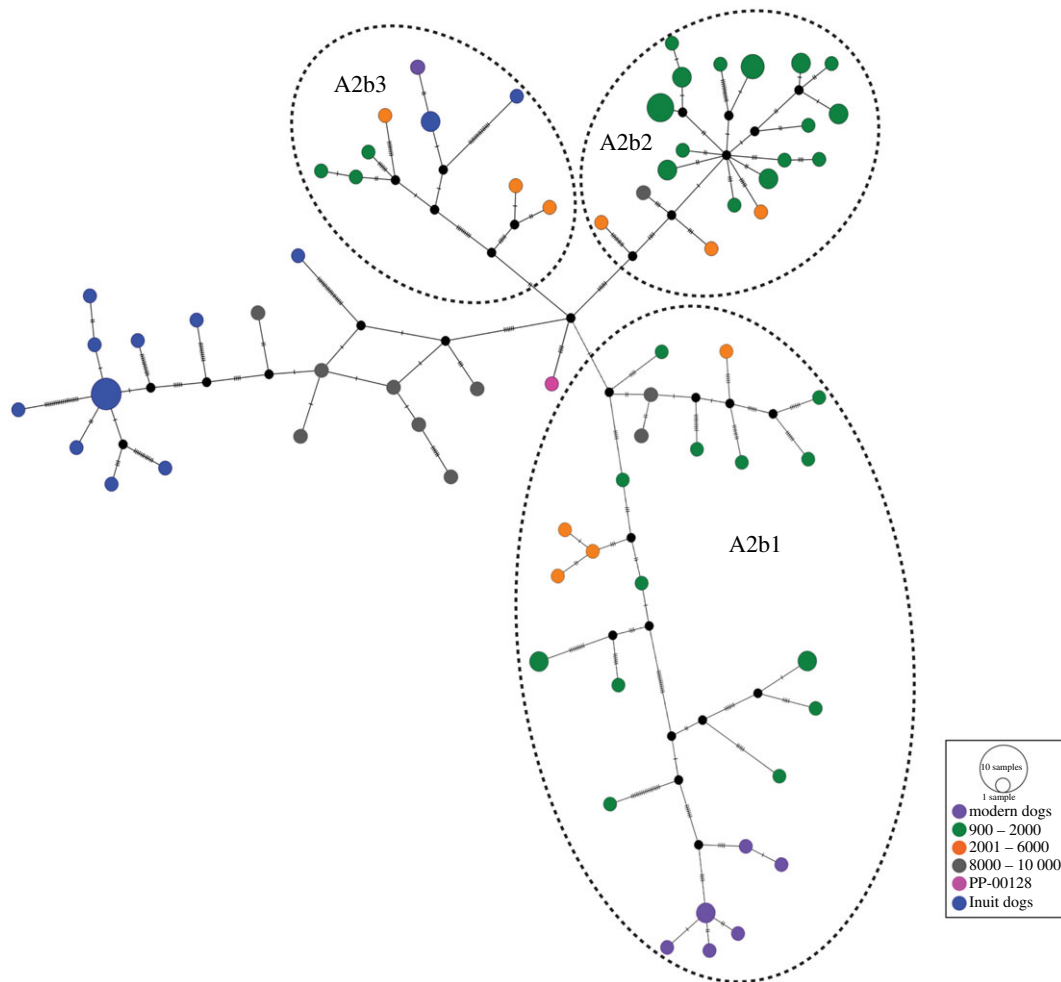 A2b3
A2b2
A2b1
10 samples
1 sample
modern dogs
900 – 2000
2001 – 6000
8000 – 10 000
PP-00128
Inuit dogs